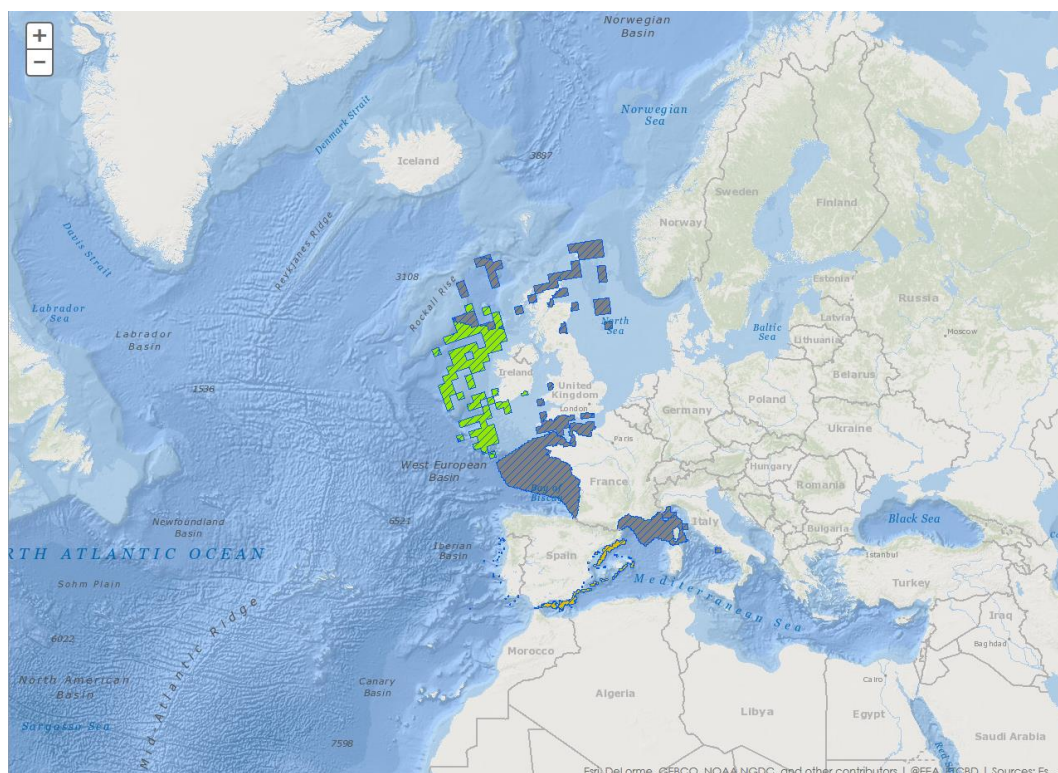 +
−
Norwegian
Basin
Denmark Strait
Norwegian
Sea
Iceland
3887
Sweden
Finland
Norway
Davis Strait
Reykjanes Ridge
3108
Rockall Rise
Estonia
Russia
Labrador
Sea
Labrador
Basin
North
Sea
Baltic
Sea
Latvia
Lithuania
Moscow
Ireland
1538
United
Kingdom
London
Belarus
Poland
Germany
Ukraine
Paris
West European
Basin
France
Hungary
Romania
Bay of
Biscay
Newfoundland
Basin
6521
Italy
Bulgaria
Black Sea
RTH ATLANTIC OCEAN
Iberian
Basin
Spain
Istanbul
Sohm Plain
Mediterranean Sea
Turkey
6022
Mid-Atlantic Ridge
Morocco
Iraq
Baghdad
North American
Basin
Canary
Basin
Algeria
Libya
Cairo
Egypt
Sargasso Sea
7598
Red S
Saudi Arabia
Esri, DeLorme, GEBCO, NOAA NGDC, and other contributors | @EEA, @CBD | Sources: Es